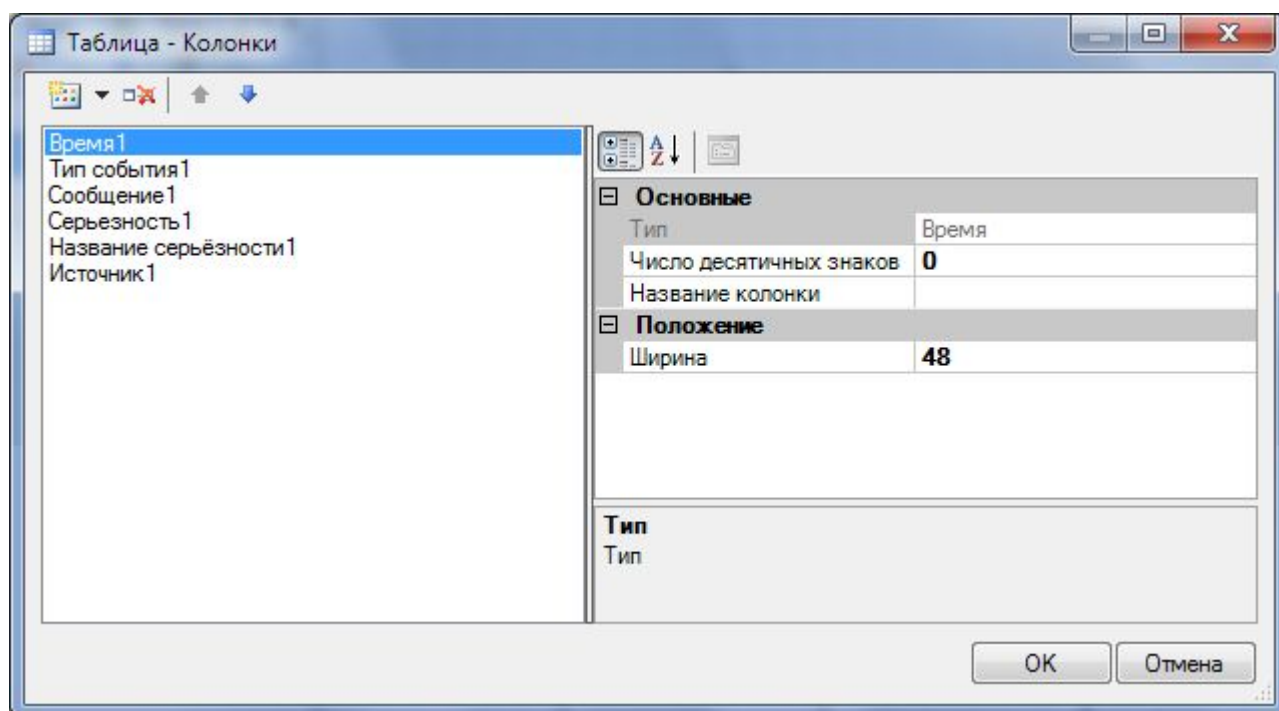 Таблица - Колонки
Время1
Тип события1
Сообщение1
Серьезность1
Название серьёзности1
Источник1
Основные
Тип Время
Число десятичных знаков 0
Название колонки
Положение
Ширина 48
Тип
Тип
OK Отмена